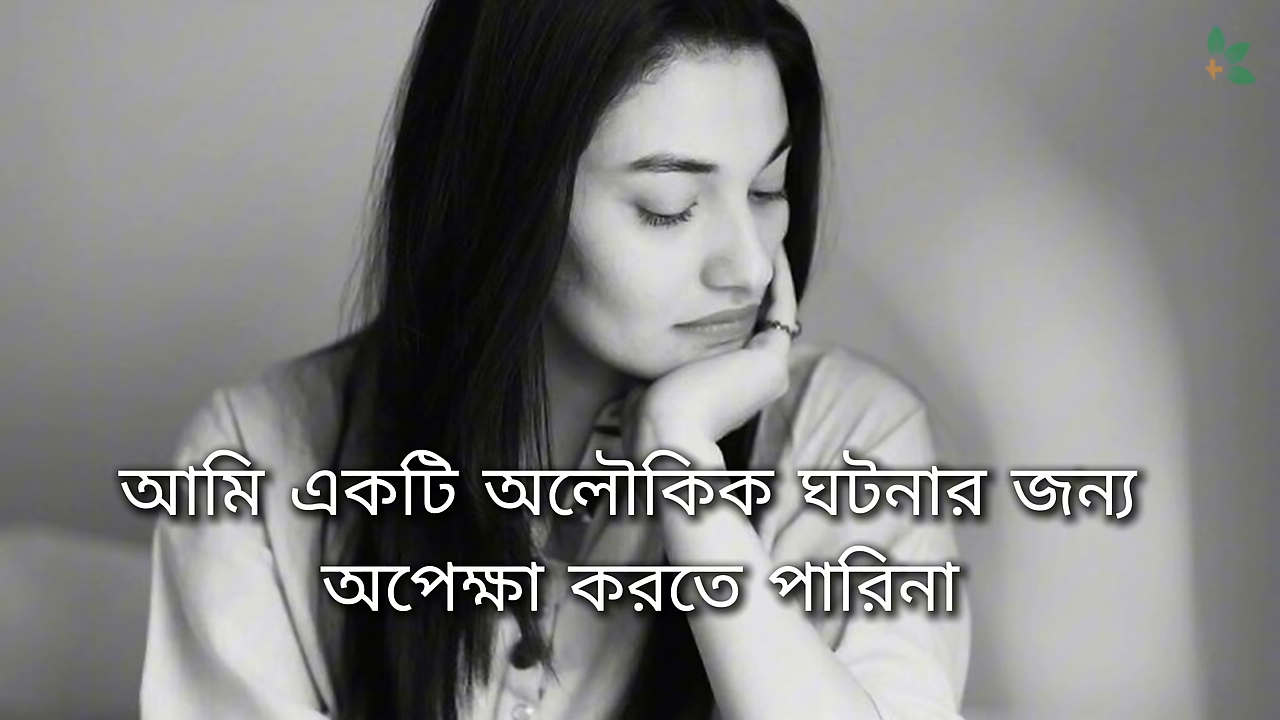 আমি একটি অলৌকিক ঘটনার জন্য
অপেক্ষা করতে পারিনা